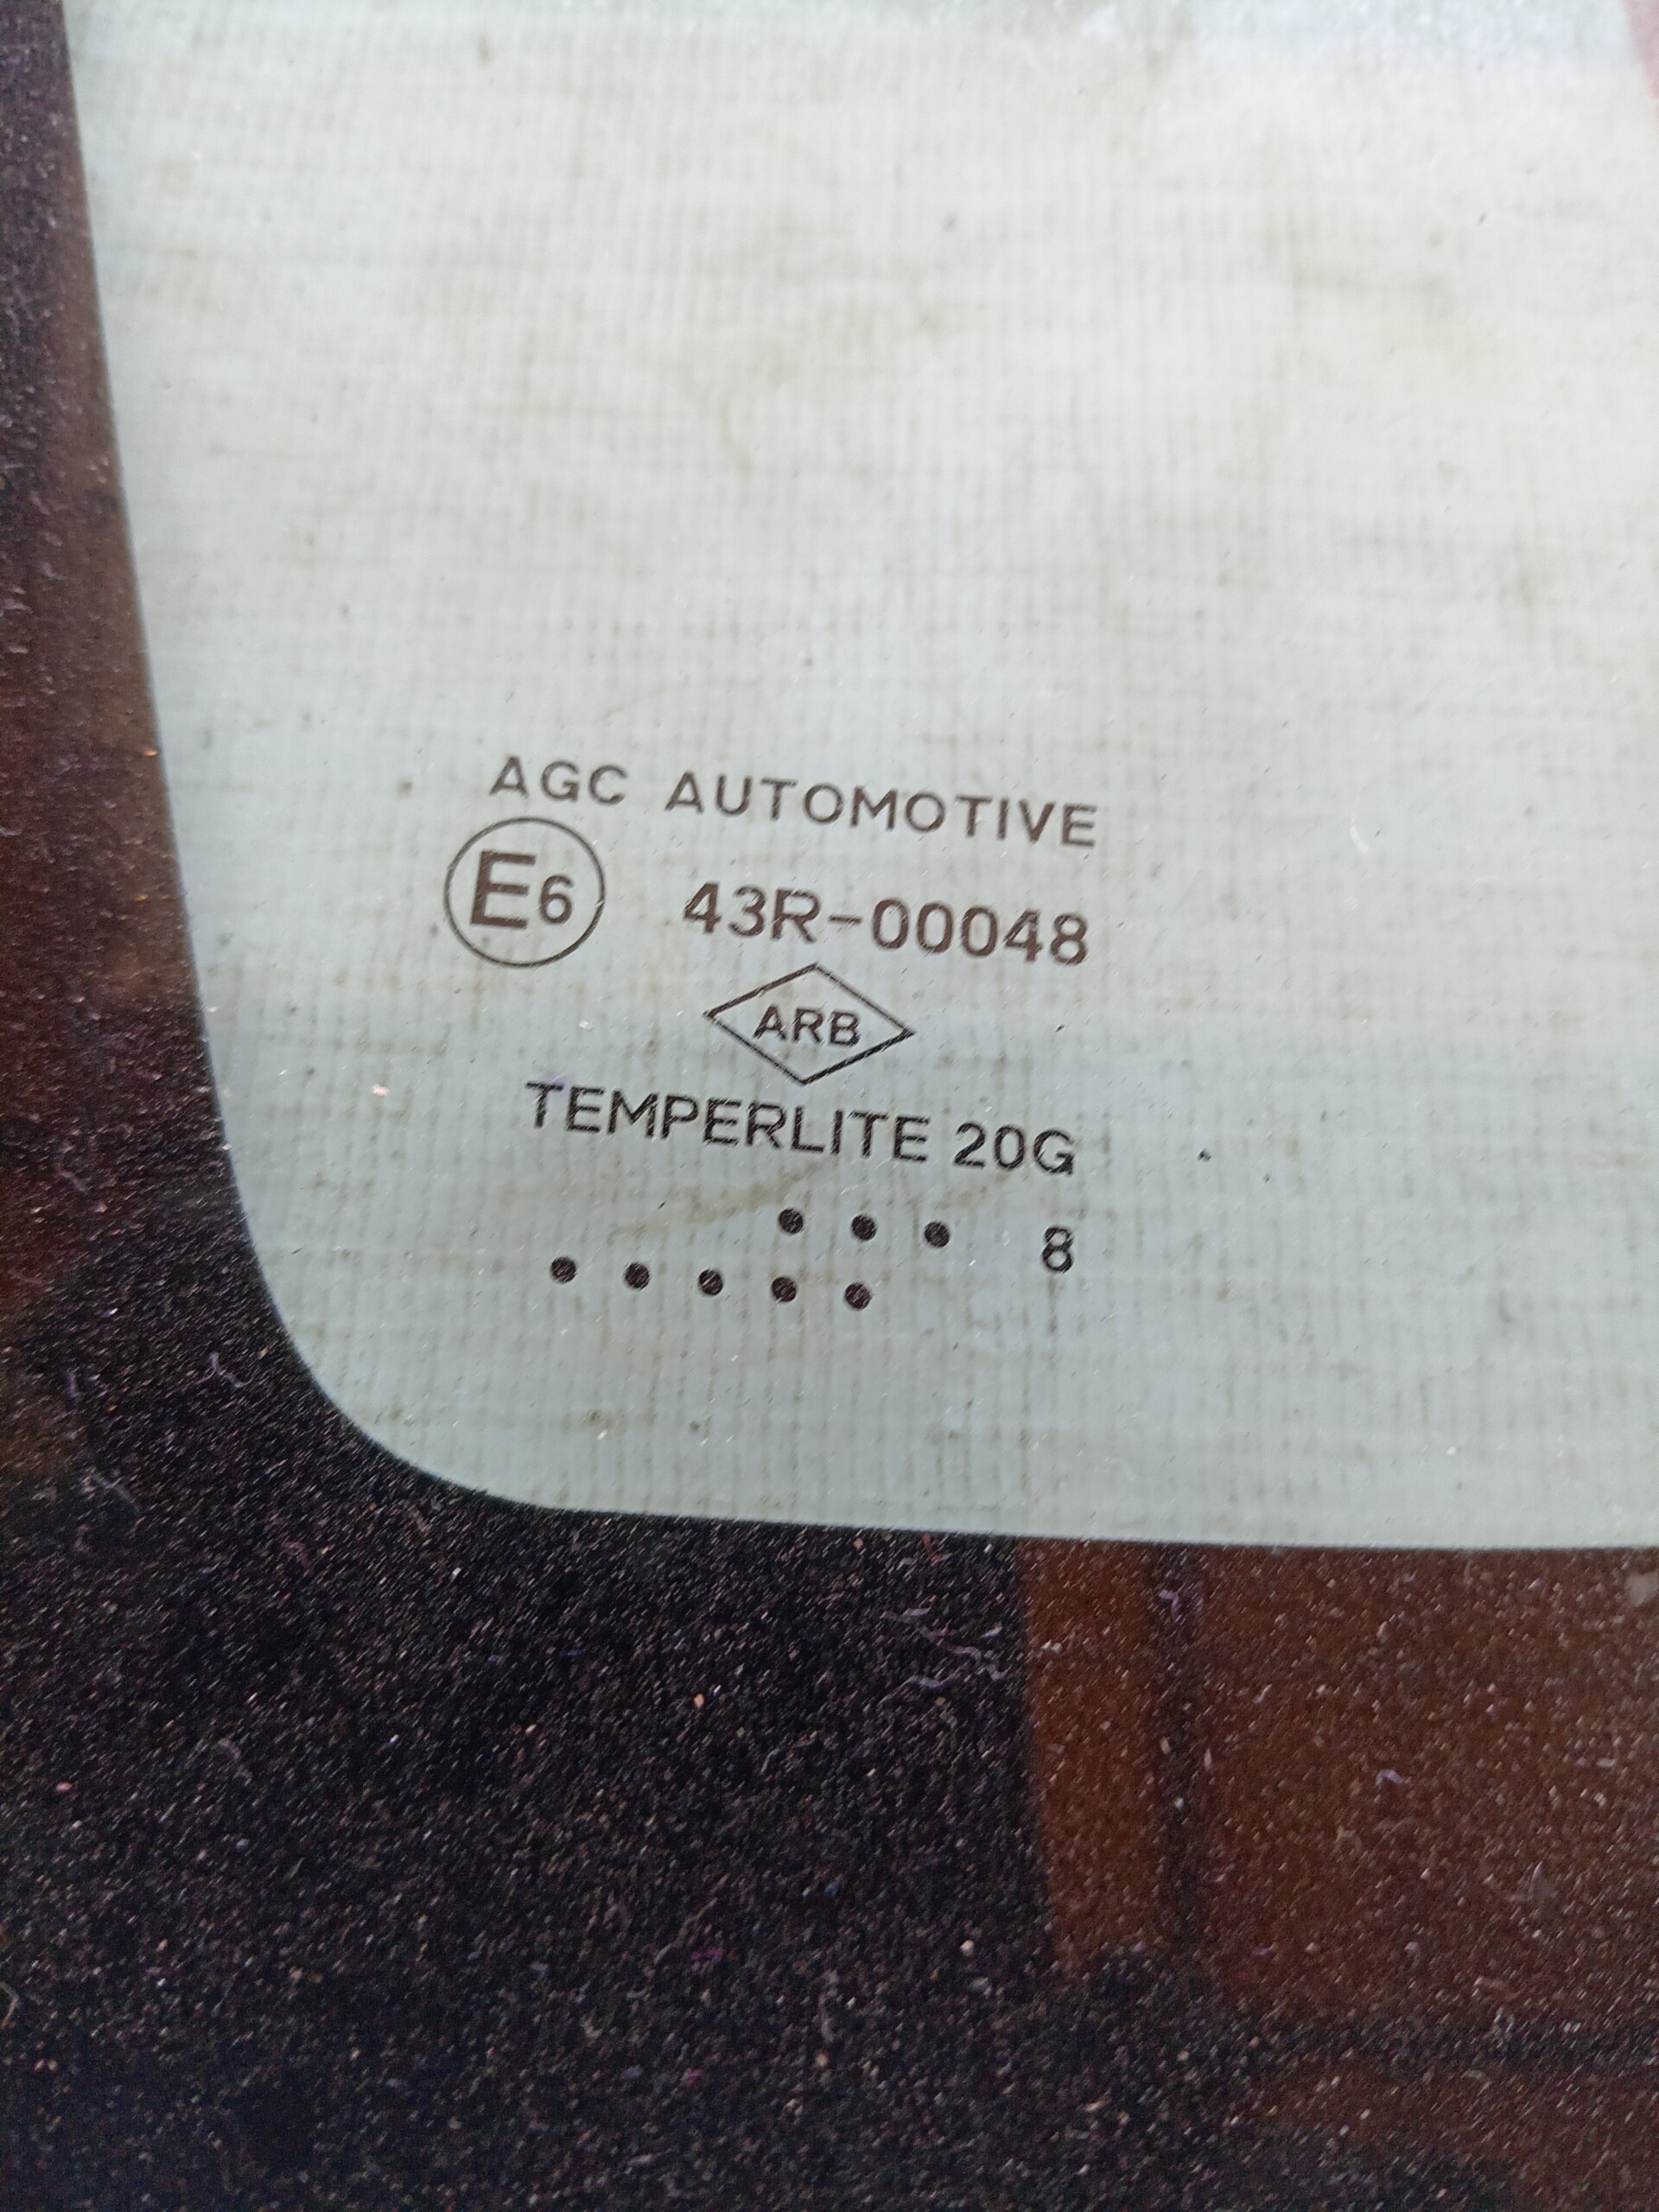 AGC AUTOMOTIVE
E6 43R-00048
ARB
TEMPERLITE 20G
• • • 8
• • • • •